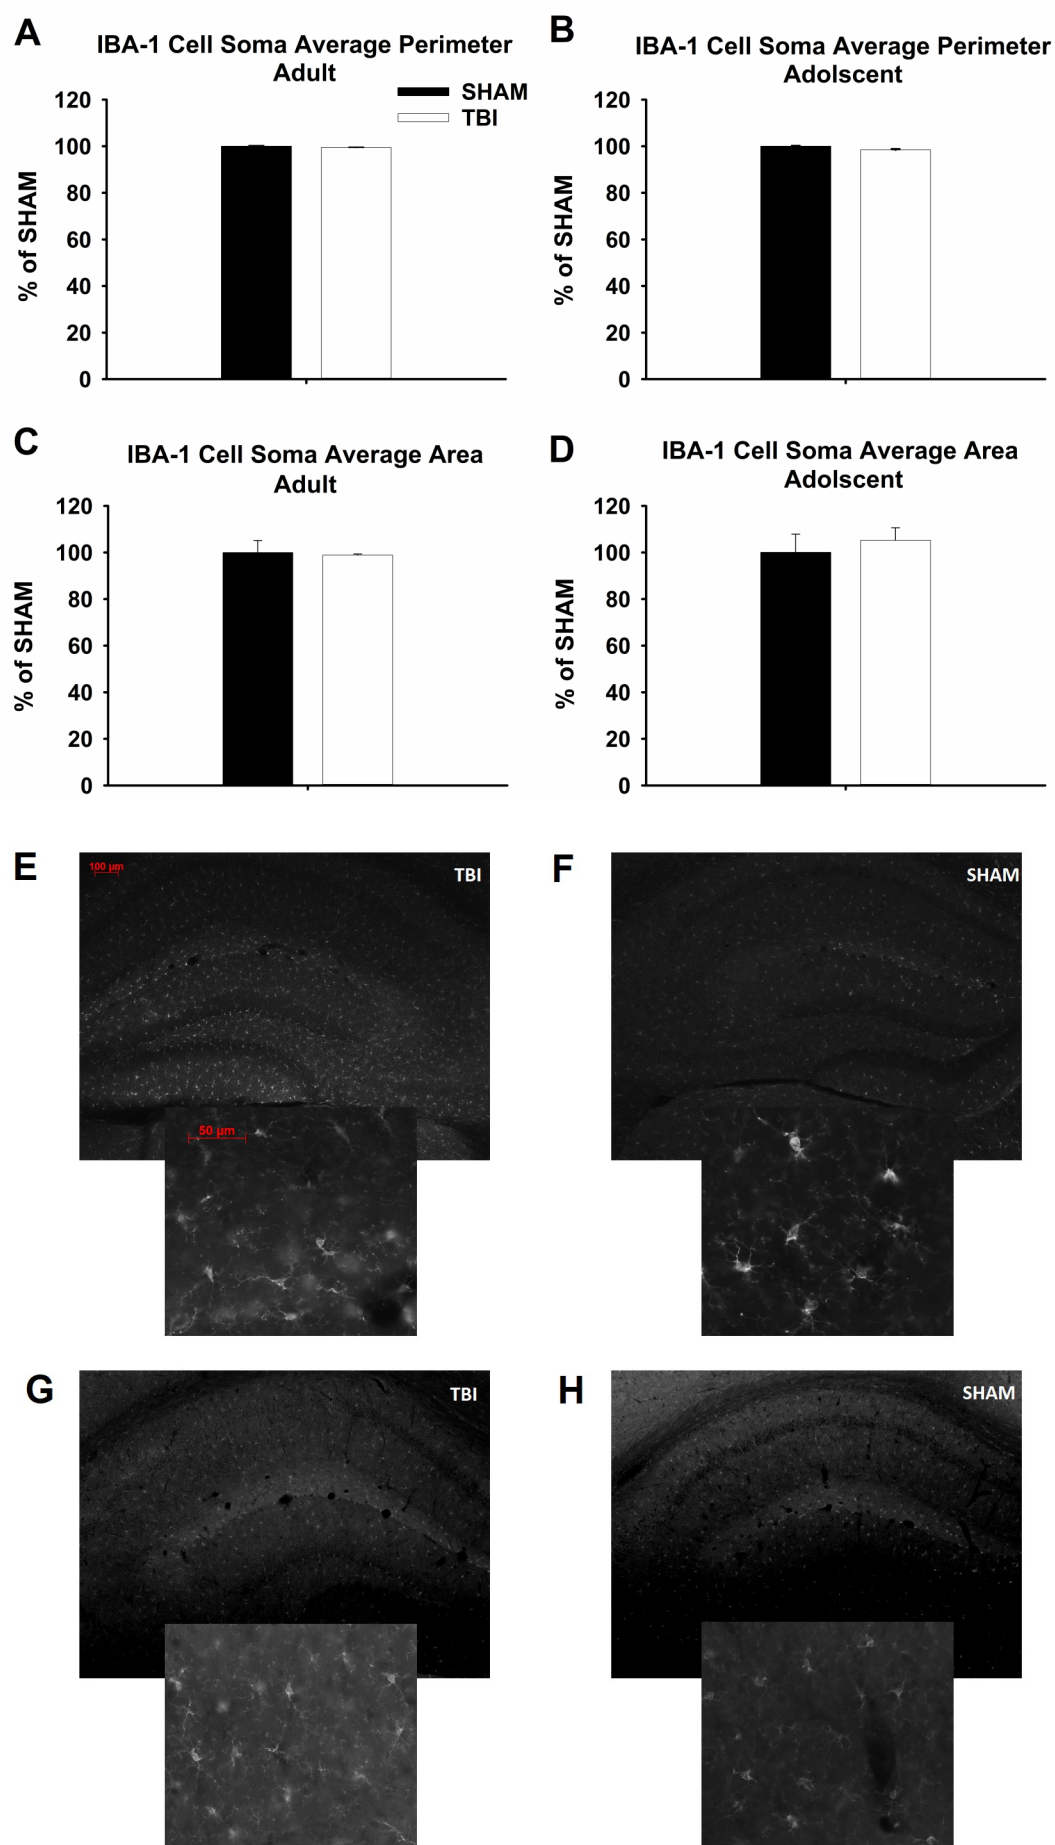 A
IBA-1 Cell Soma Average Perimeter
Adult
SHAM
TBI
120
100
80
60
40
20
0
% of SHAM
B
IBA-1 Cell Soma Average Perimeter
Adolscent
120
100
80
60
40
20
0
% of SHAM
C
IBA-1 Cell Soma Average Area
Adult
120
100
80
60
40
20
0
% of SHAM
D
IBA-1 Cell Soma Average Area
Adolscent
120
100
80
60
40
20
0
% of SHAM
E
100 µm
TBI
50 µm
F
SHAM
G
TBI
H
SHAM